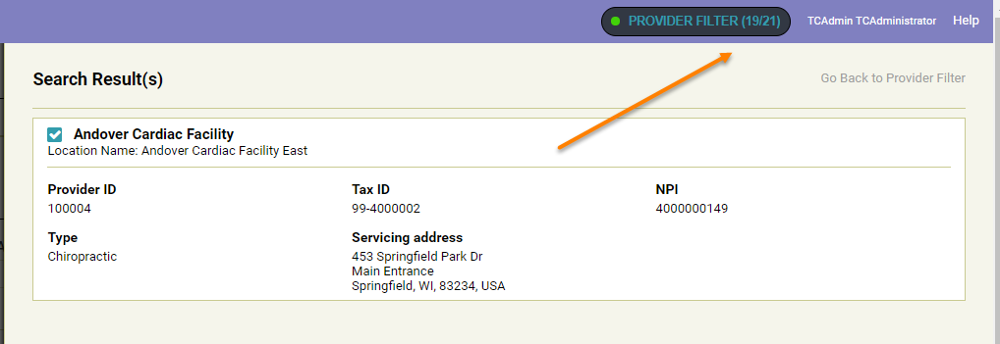 PROVIDER FILTER (19/21)
TCAdmin TCAdministrator
Help
Search Result(s)
Go Back to Provider Filter
Andover Cardiac Facility
Location Name: Andover Cardiac Facility East
Provider ID
100004
Tax ID
99-4000002
NPI
4000000149
Type
Chiropractic
Servicing address
453 Springfield Park Dr
Main Entrance
Springfield, WI, 83234, USA